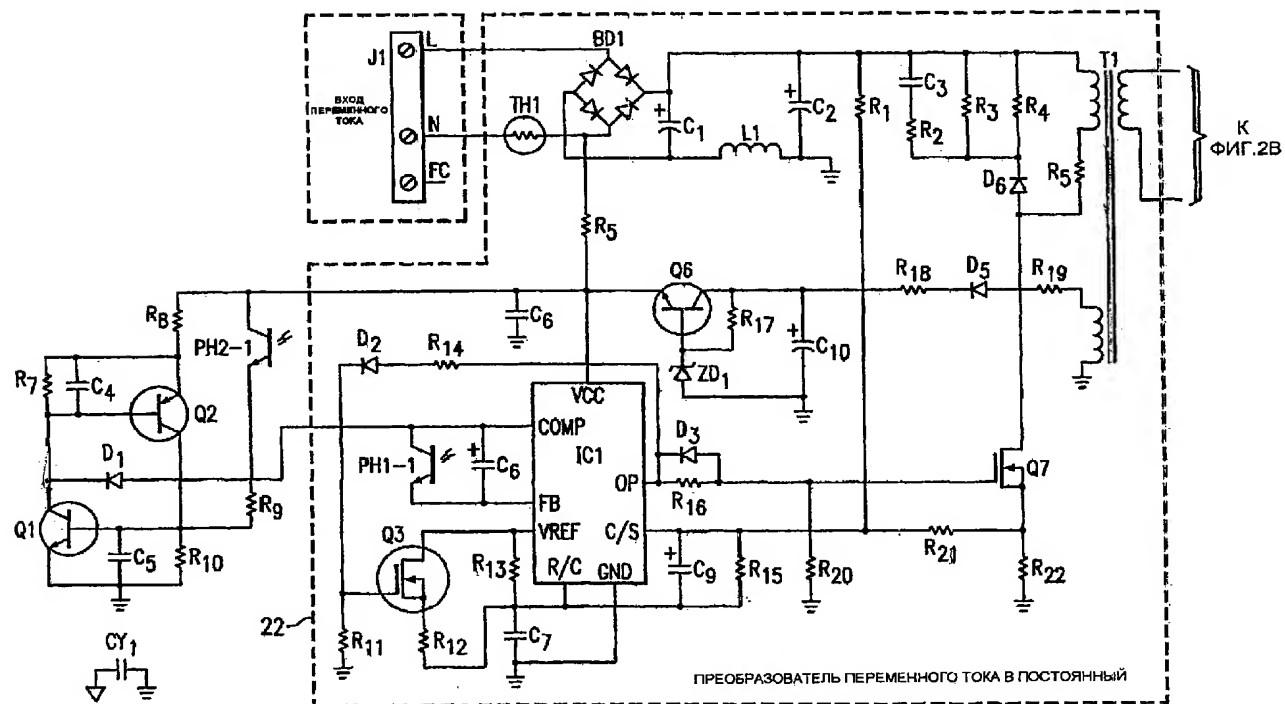 J1
L
ВХОД
ПЕРЕМЕННОГО
ТОКА
N
FC
TH1
BD1
C1
L1
C2
R1
C3
R2
R3
R4
D6
R5
T1
К
ФИГ.2В
R5
Q6
R18
D5
R19
R17
C10
ZD1
C6
R8
PH2-1
D2
R14
R7
C4
Q2
D1
R9
Q1
C5
R10
CY1
VCC
COMP
IC1
OP
FB
VREF
C/S
R/C
GND
PH1-1
C6
D3
R16
Q7
Q3
R13
C9
R15
R20
R21
R22
22
R11
R12
C7
ПРЕОБРАЗОВАТЕЛЬ ПЕРЕМЕННОГО ТОКА В ПОСТОЯННЫЙ